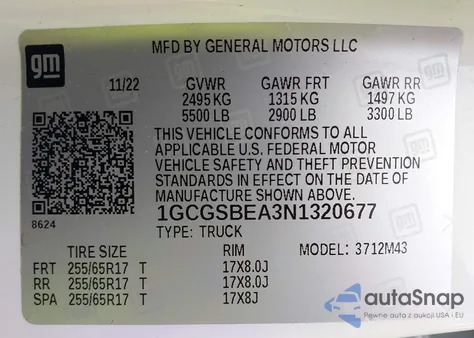 gm
MFD BY GENERAL MOTORS LLC
11/22 GVWR GAWR FRT GAWR RR
2495 KG 1315 KG 1497 KG
5500 LB 2900 LB 3300 LB
THIS VEHICLE CONFORMS TO ALL
APPLICABLE U.S. FEDERAL MOTOR
VEHICLE SAFETY AND THEFT PREVENTION
STANDARDS IN EFFECT ON THE DATE OF
MANUFACTURE SHOWN ABOVE.
8624
1GCGSBEA3N1320677
TYPE: TRUCK
TIRE SIZE RIM MODEL: 3712M43
FRT 255/65R17 T 17X8.0J
RR 255/65R17 T 17X8.0J
SPA 255/65R17 T 17X8J
autoSnap
Pewne auta z aukcji USA i EU